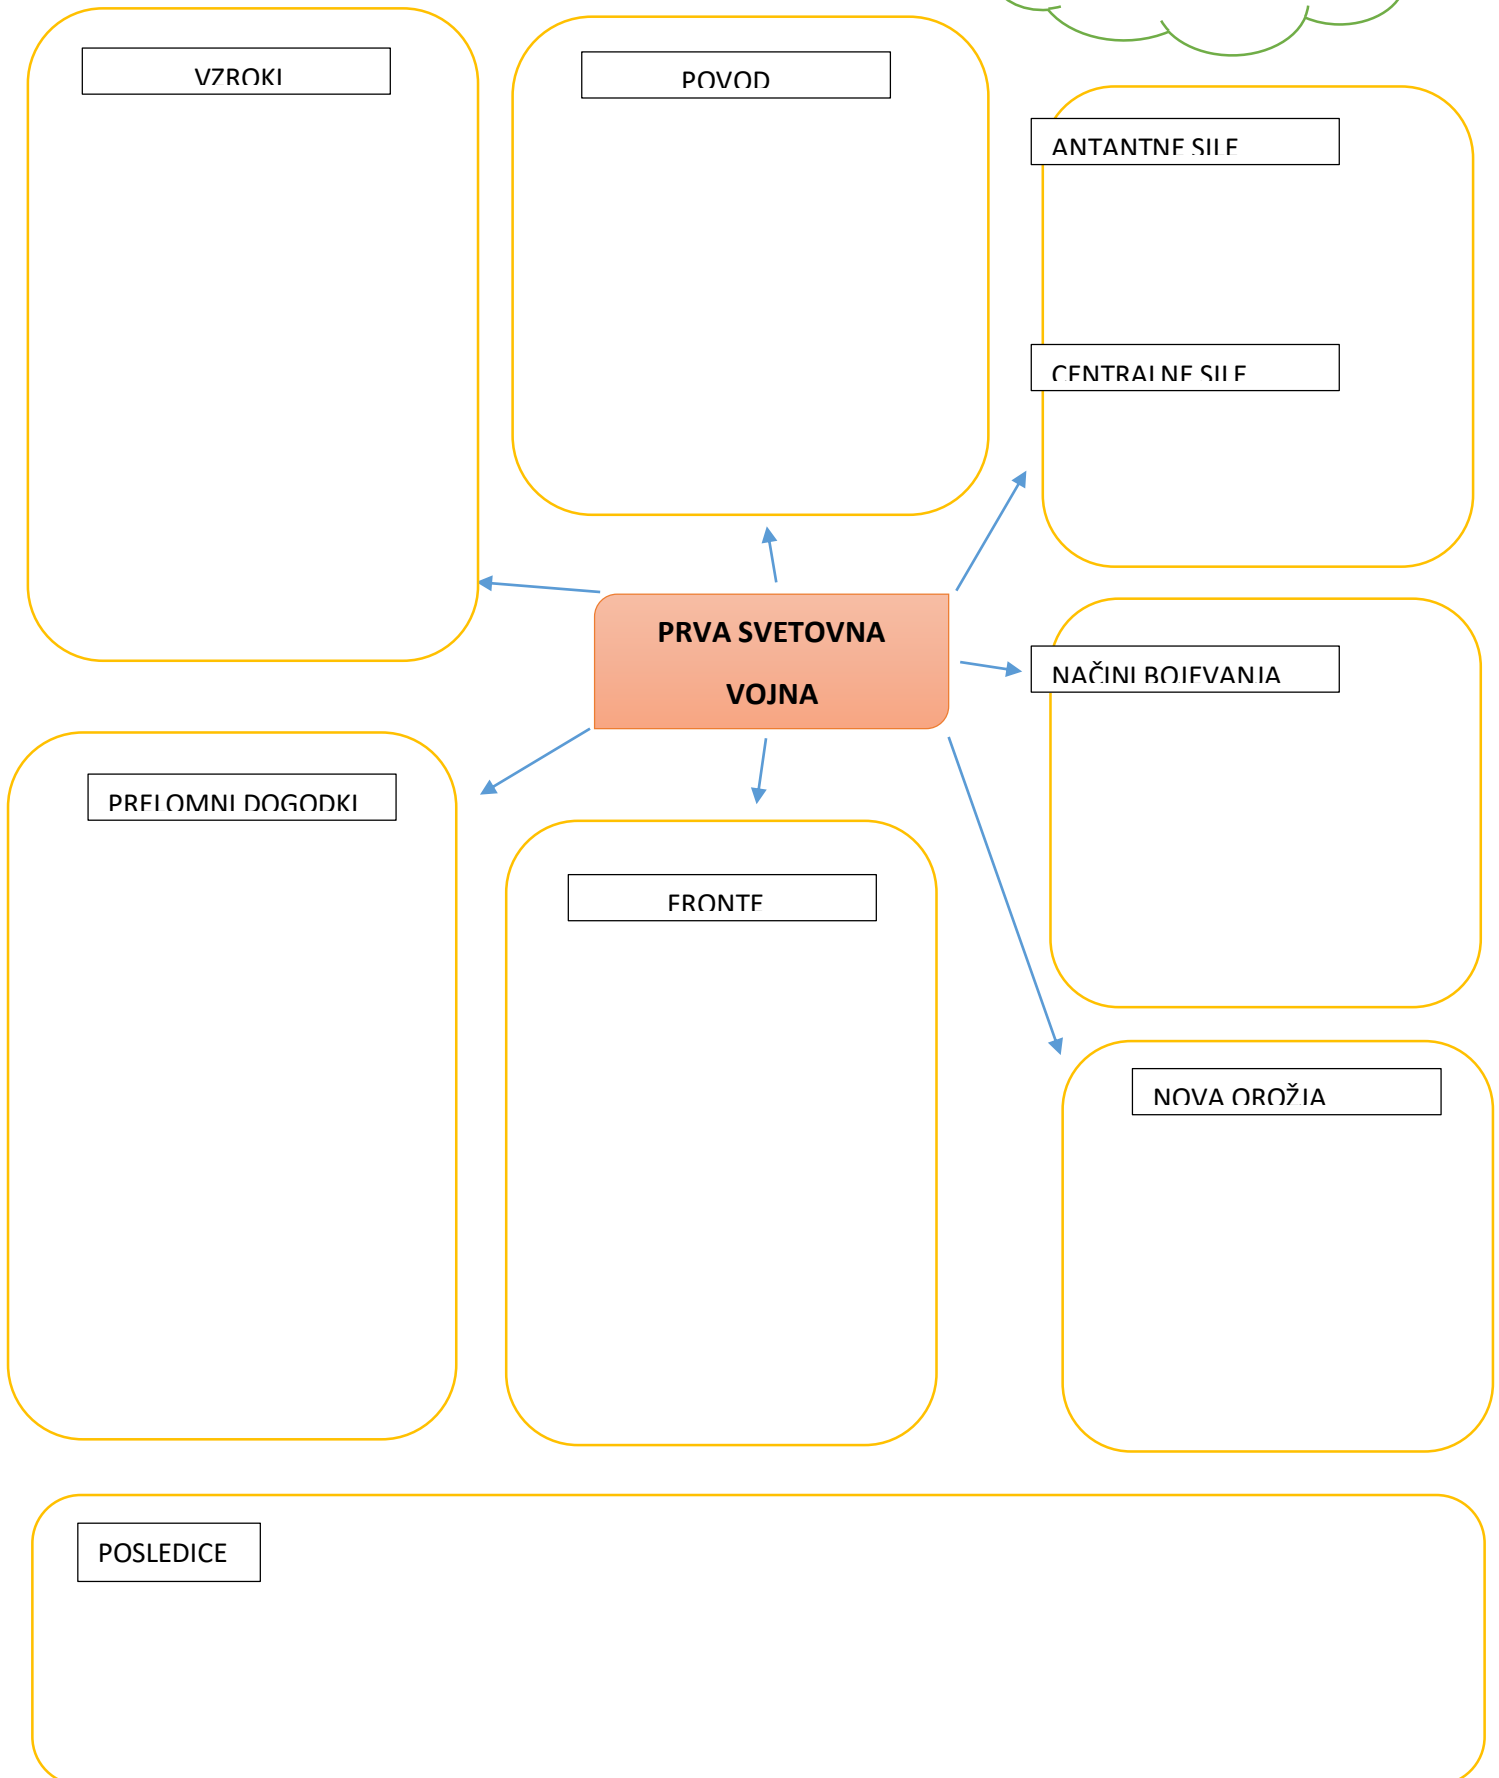 VZROKI
POVOD
ANTANTNE SILE
CENTRALNE SILE
PRVA SVETOVNA
VOJNA
NAČINI BOJEVANJA
PRELOMNI DOGODKI
FRONTE
NOVA OROŽJA
POSLEDICE